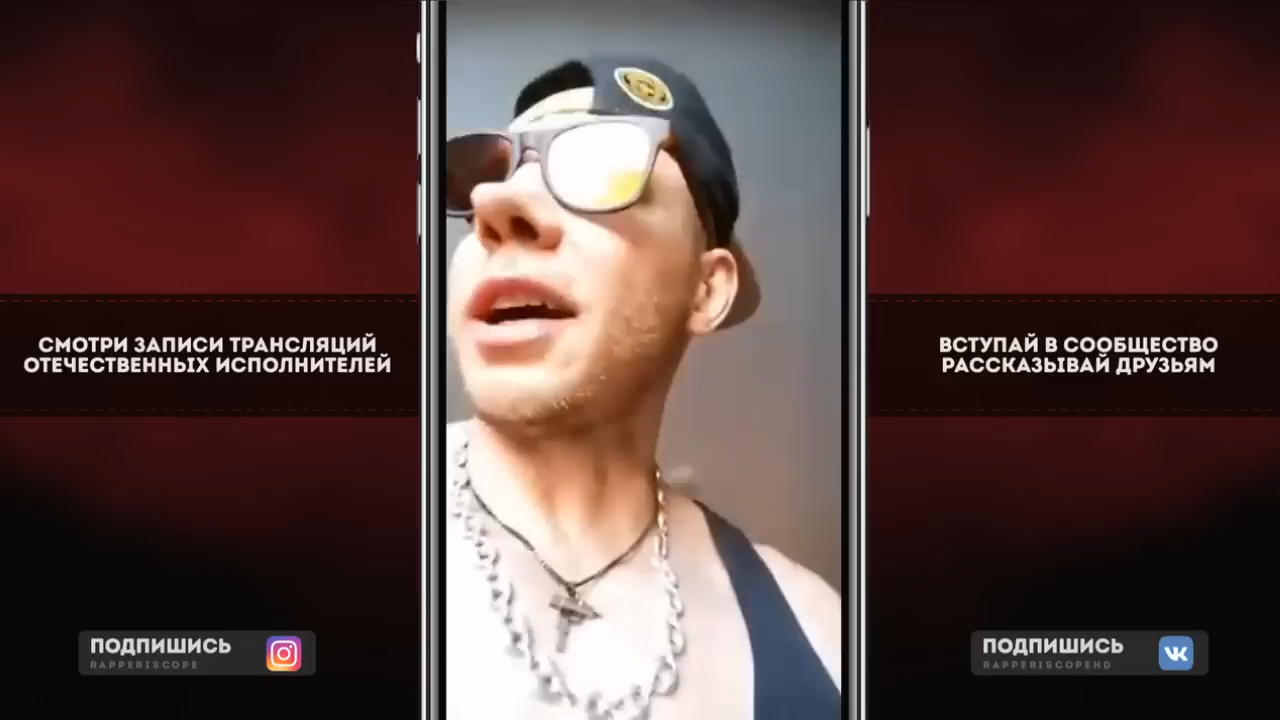 СМОТРИ ЗАПИСИ ТРАНСЛЯЦИЙ
ОТЕЧЕСТВЕННЫХ ИСПОЛНИТЕЛЕЙ
ВСТУПАЙ В СООБЩЕСТВО
РАССКАЗЫВАЙ ДРУЗЬЯМ
ПОДПИШИСЬ
RAPPERISCOPE
ПОДПИШИСЬ
RAPPERISCOPEHD